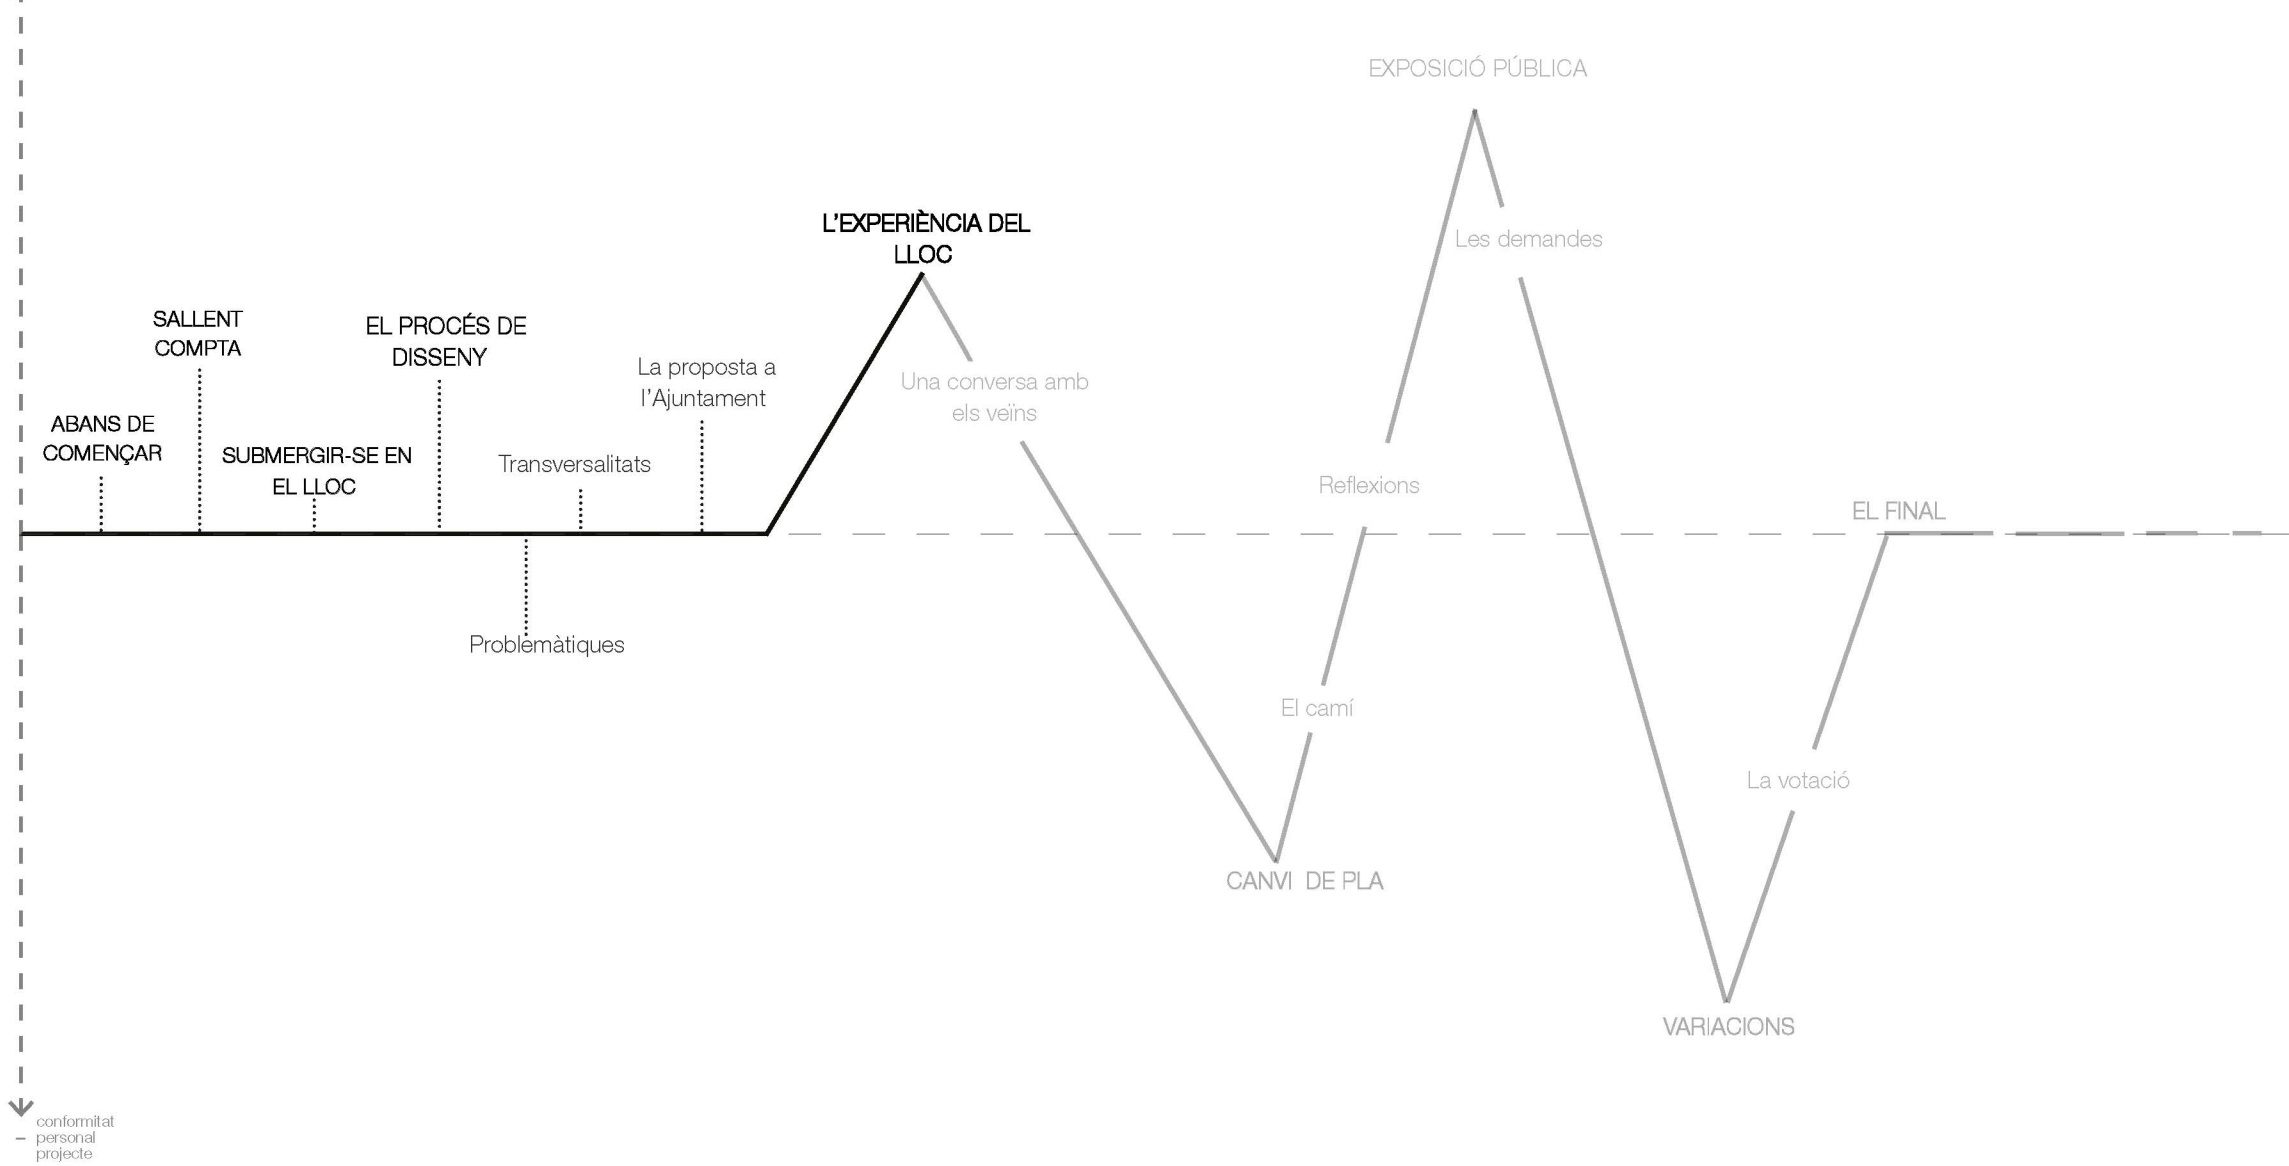 EXPOSICIÓ PÚBLICA
L'EXPERIÈNCIA DEL
LLOC
Les demandes
SALLENT
COMPTA
EL PROCÉS DE
DISSENY
La proposta a
l'Ajuntament
Una conversa amb
els veïns
ABANS DE
COMENÇAR
SUBMERGIR-SE EN
EL LLOC
Transversalitats
Reflexions
EL FINAL
Problemàtiques
El camí
La votació
CANVI DE PLA
VARIACIONS
conformitat
– personal
projecte